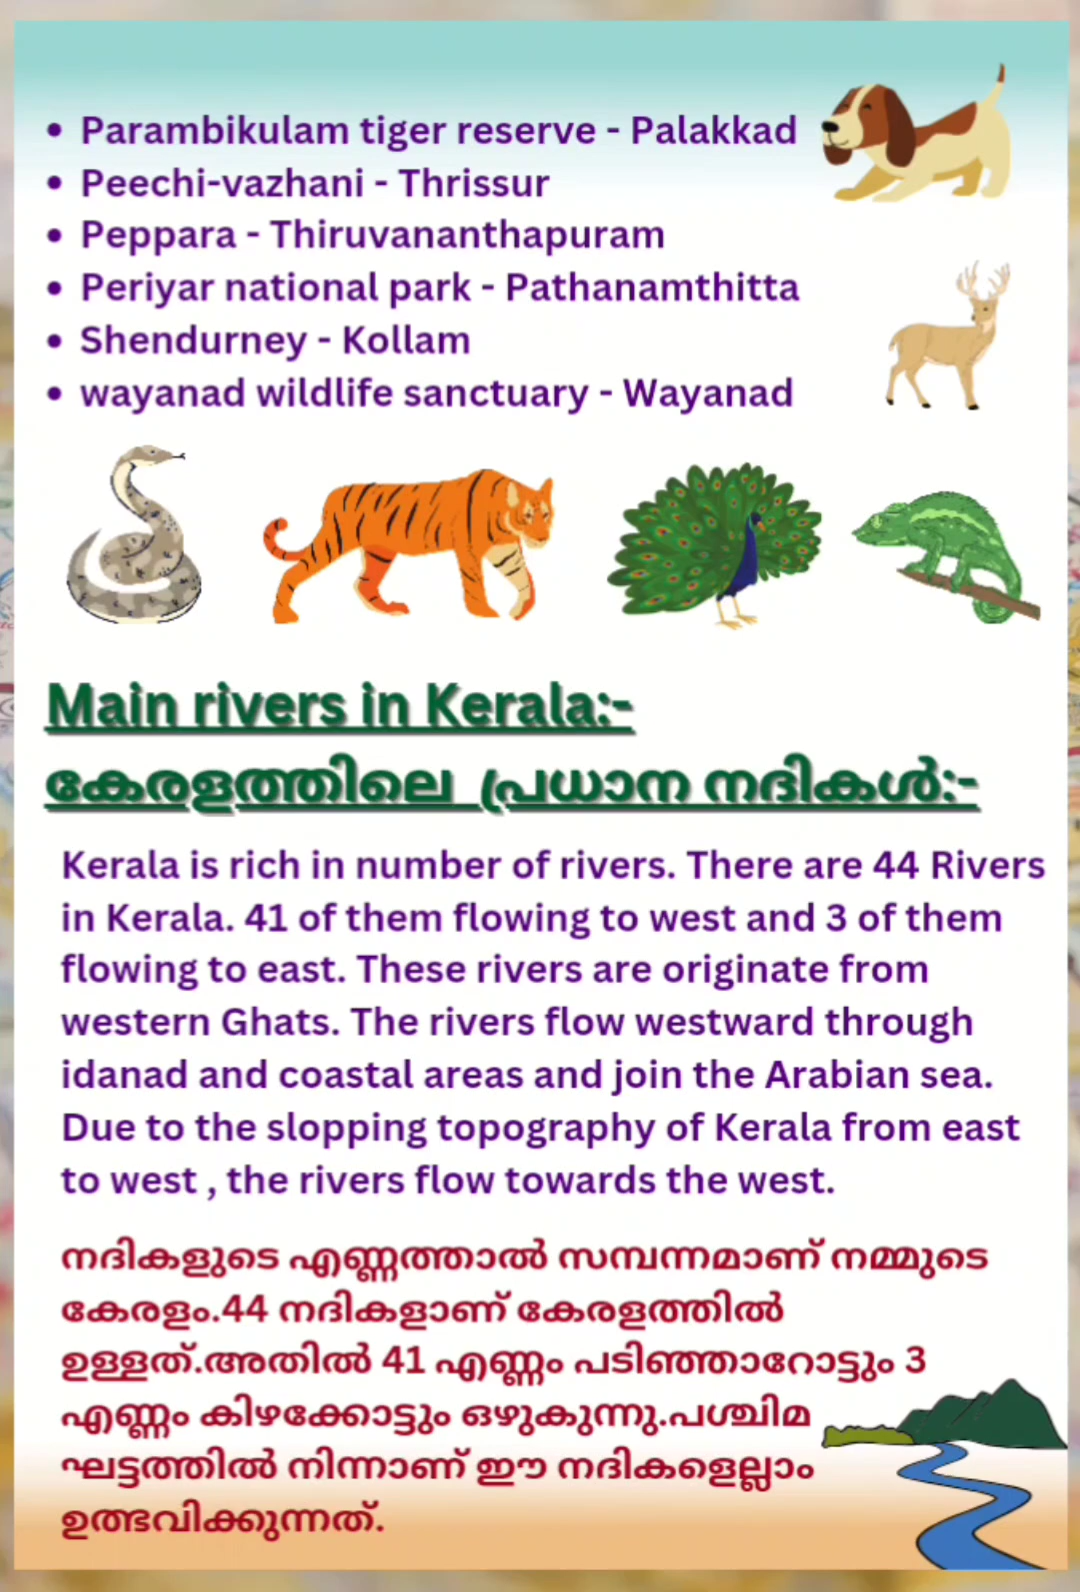 • Parambikulam tiger reserve - Palakkad
• Peechi-vazhani - Thrissur
• Peppara - Thiruvananthapuram
• Periyar national park - Pathanamthitta
• Shendurney - Kollam
• wayanad wildlife sanctuary - Wayanad
Main rivers in Kerala:-
കേരളത്തിലെ പ്രധാന നദികൾ:-
Kerala is rich in number of rivers. There are 44 Rivers
in Kerala. 41 of them flowing to west and 3 of them
flowing to east. These rivers are originate from
western Ghats. The rivers flow westward through
idanad and coastal areas and join the Arabian sea.
Due to the slopping topography of Kerala from east
to west , the rivers flow towards the west.
നദികളുടെ എണ്ണത്താൽ സമ്പന്നമാണ് നമ്മുടെ
കേരളം.44 നദികളാണ് കേരളത്തിൽ
ഉള്ളത്.അതിൽ 41 എണ്ണം പടിഞ്ഞാറോട്ടും 3
എണ്ണം കിഴക്കോട്ടും ഒഴുകുന്നു.പശ്ചിമ
ഘട്ടത്തിൽ നിന്നാണ് ഈ നദികളെല്ലാം
ഉത്ഭവിക്കുന്നത്.